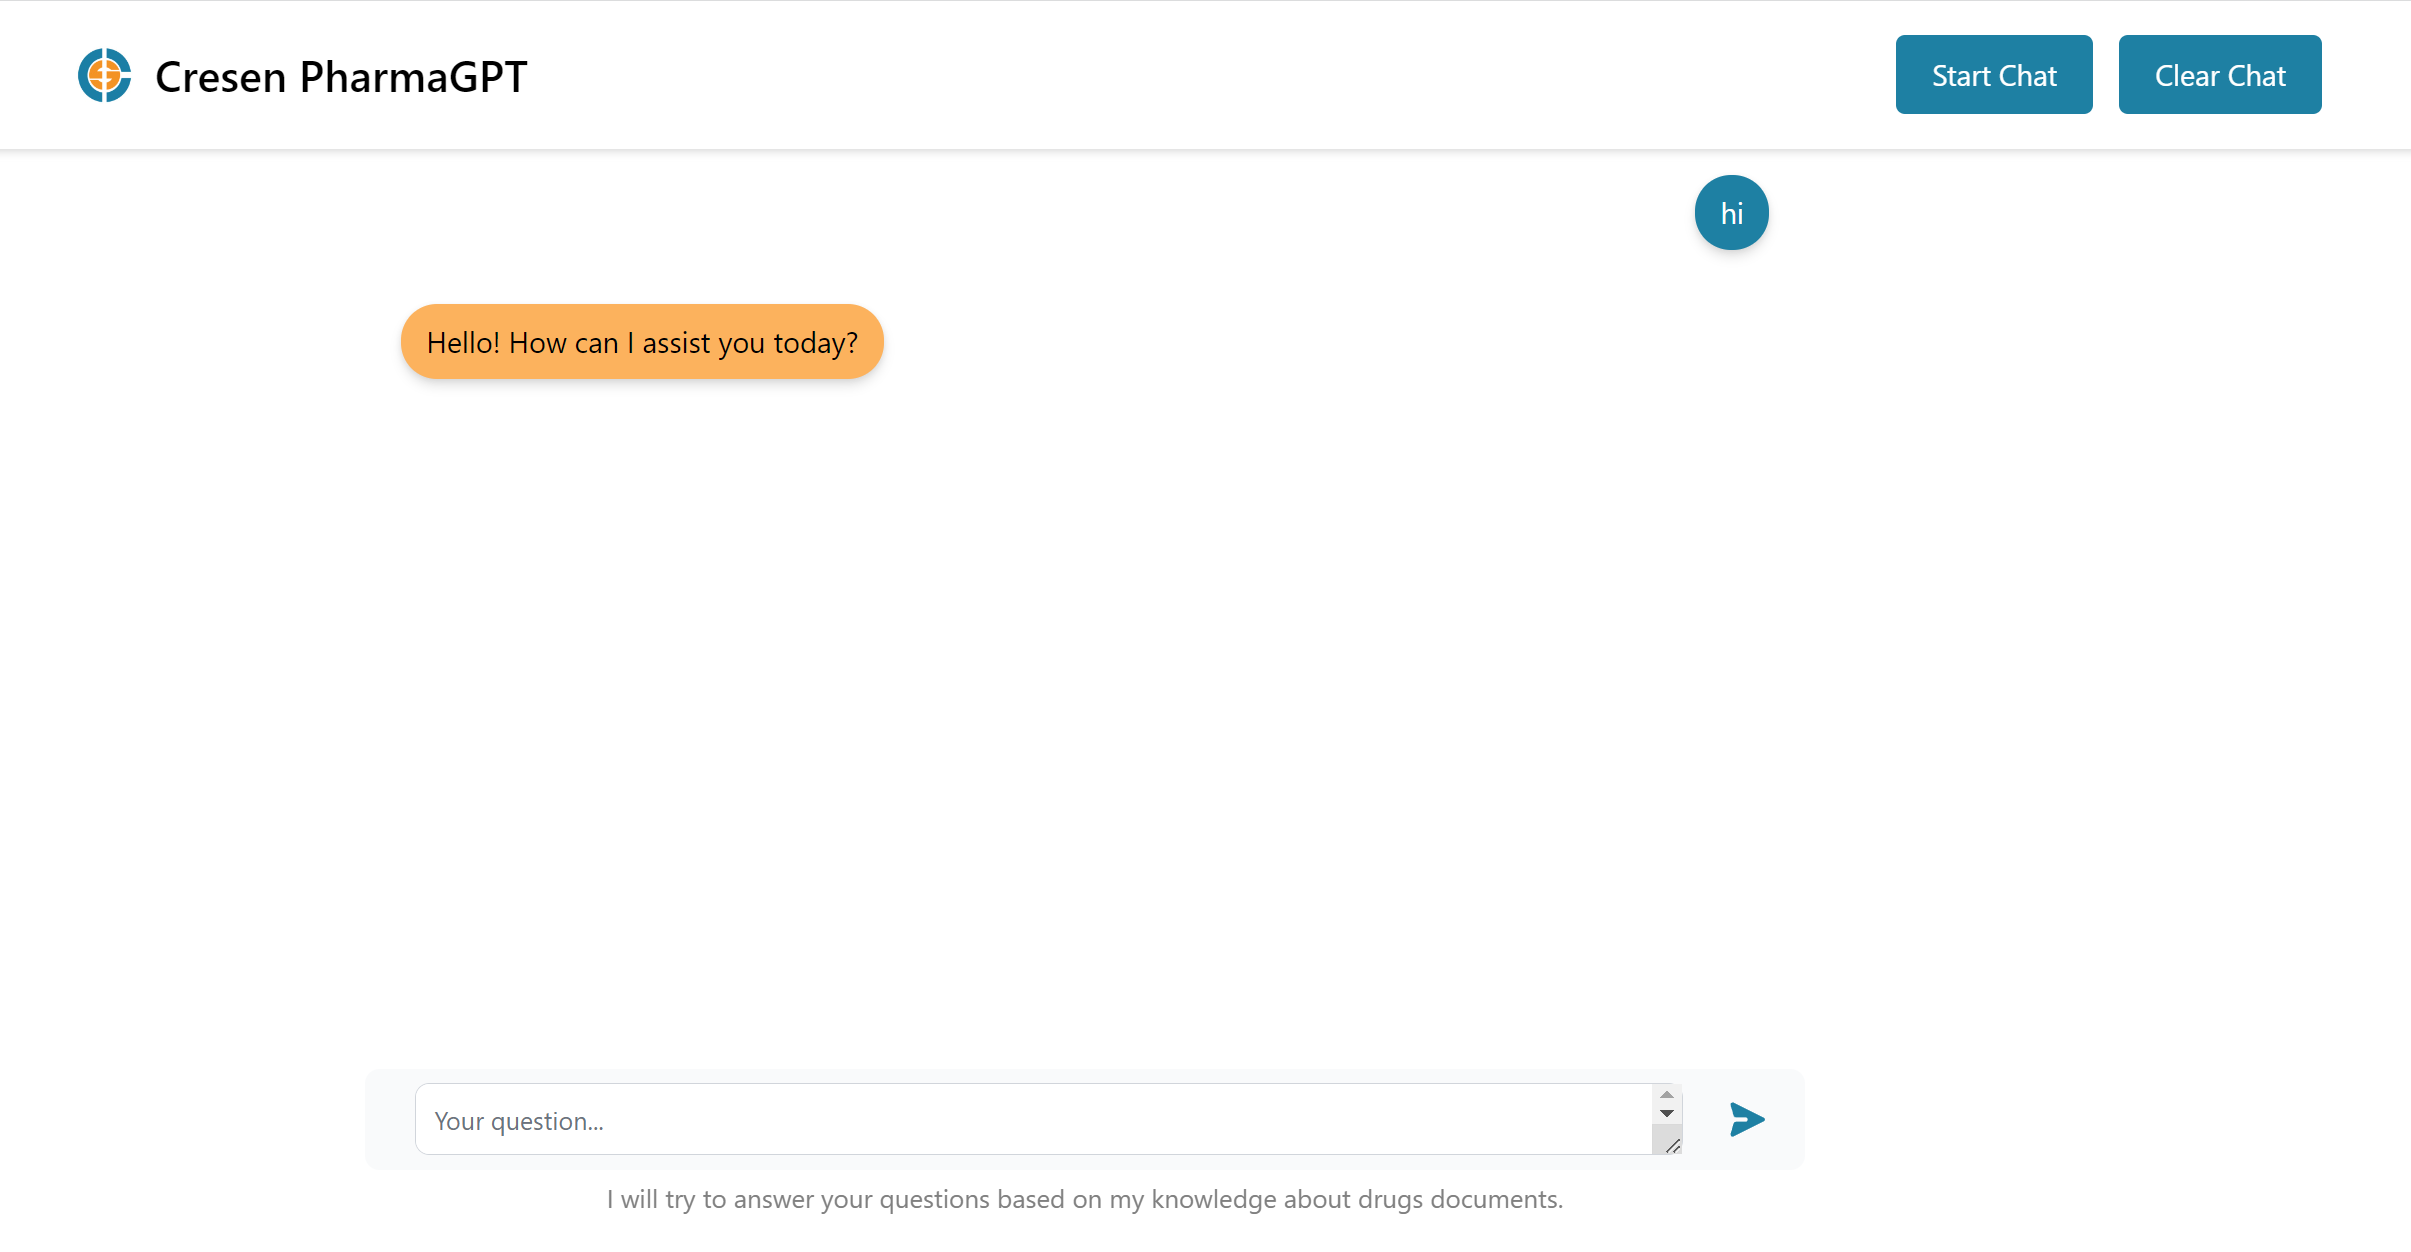 Cresen PharmaGPT
Start Chat
Clear Chat
hi
Hello! How can I assist you today?
Your question...
I will try to answer your questions based on my knowledge about drugs documents.